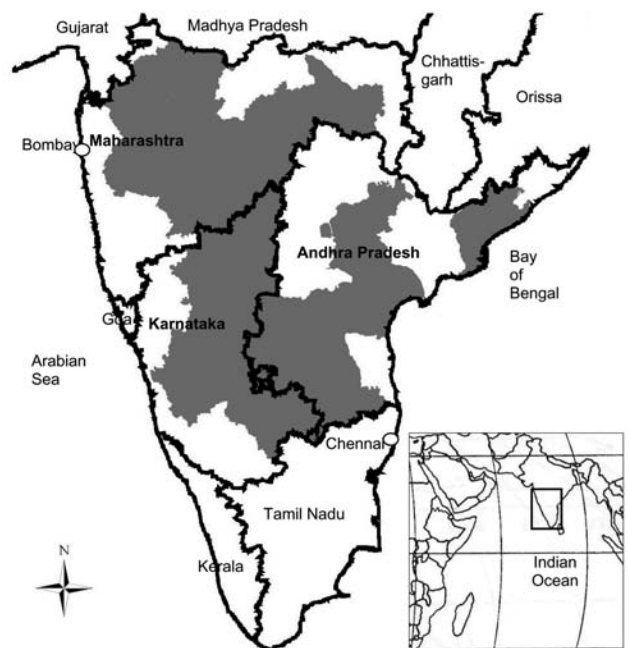 Gujarat
Madhya Pradesh
Chhattis-
garh
Orissa
Bombay
Maharashtra
Andhra Pradesh
Bay
of
Bengal
Goa
Karnataka
Arabian
Sea
Chennai
Tamil Nadu
Kerala
N
Indian
Ocean